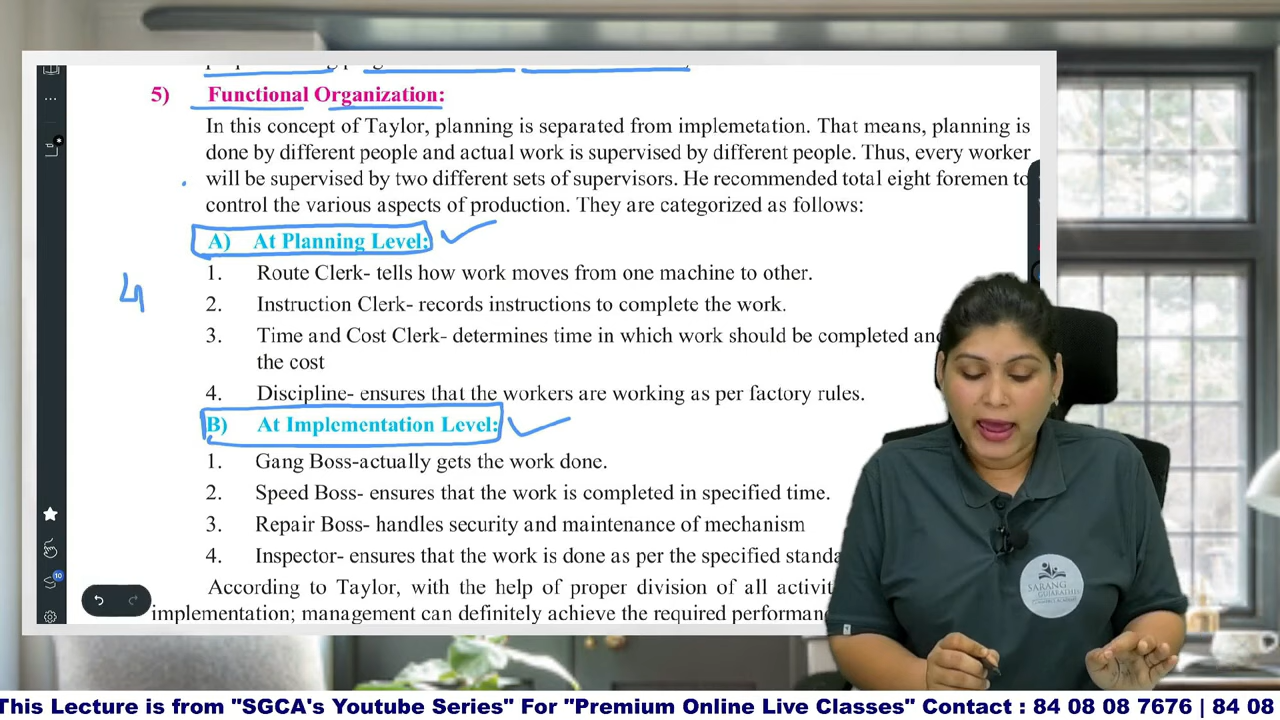 5) Functional Organization:
In this concept of Taylor, planning is separated from implemetation. That means, planning is
done by different people and actual work is supervised by different people. Thus, every worker
will be supervised by two different sets of supervisors. He recommended total eight foremen to
control the various aspects of production. They are categorized as follows:
A) At Planning Level:
1. Route Clerk- tells how work moves from one machine to other.
4
2. Instruction Clerk- records instructions to complete the work.
3. Time and Cost Clerk- determines time in which work should be completed and
the cost
4. Discipline- ensures that the workers are working as per factory rules.
B) At Implementation Level:
1. Gang Boss-actually gets the work done.
2. Speed Boss- ensures that the work is completed in specified time.
3. Repair Boss- handles security and maintenance of mechanism
4. Inspector- ensures that the work is done as per the specified
According to Taylor, with the help of proper division of all
implementation; management can definitely achieve the required
10
SARANG
This Lecture is from "SGCA's Youtube Series" For "Premium Online Live Classes" Contact : 84 08 08 7676 | 84 08